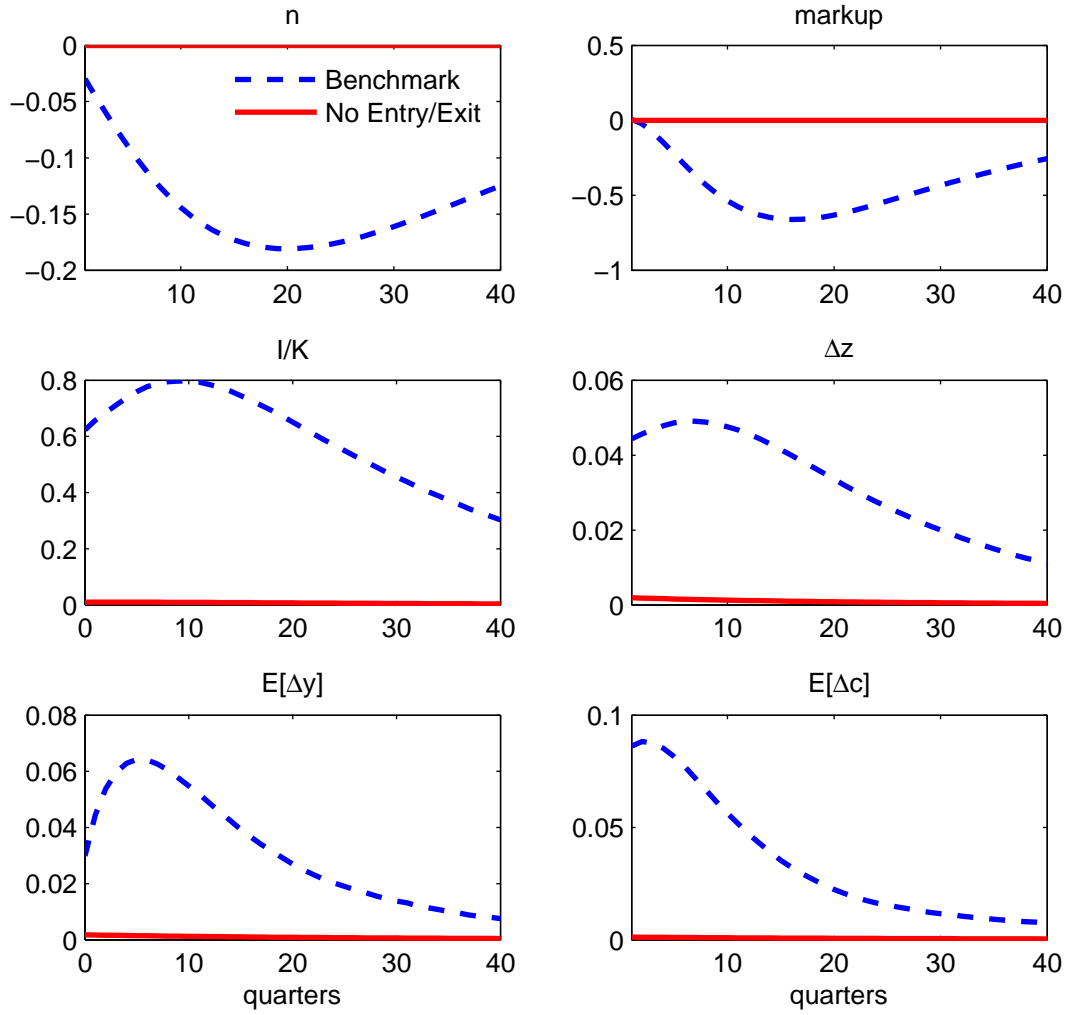 n
0
−0.05
−0.1
−0.15
−0.2
10 20 30 40
Benchmark
No Entry/Exit
markup
0.5
0
−0.5
−1
10 20 30 40
I/K
0.8
0.6
0.4
0.2
0
0 10 20 30 40
Δz
0.06
0.04
0.02
0
10 20 30 40
E[Δy]
0.08
0.06
0.04
0.02
0
0 10 20 30 40
quarters
E[Δc]
0.1
0.05
0
10 20 30 40
quarters